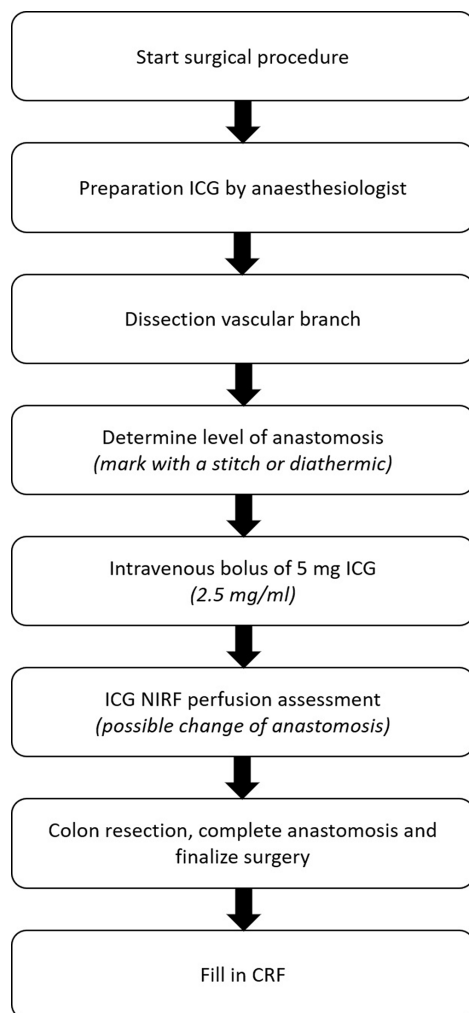 Start surgical procedure
Preparation ICG by anaesthesiologist
Dissection vascular branch
Determine level of anastomosis
(mark with a stitch or diathermic)
Intravenous bolus of 5 mg ICG
(2.5 mg/ml)
ICG NIRF perfusion assessment
(possible change of anastomosis)
Colon resection, complete anastomosis and
finalize surgery
Fill in CRF